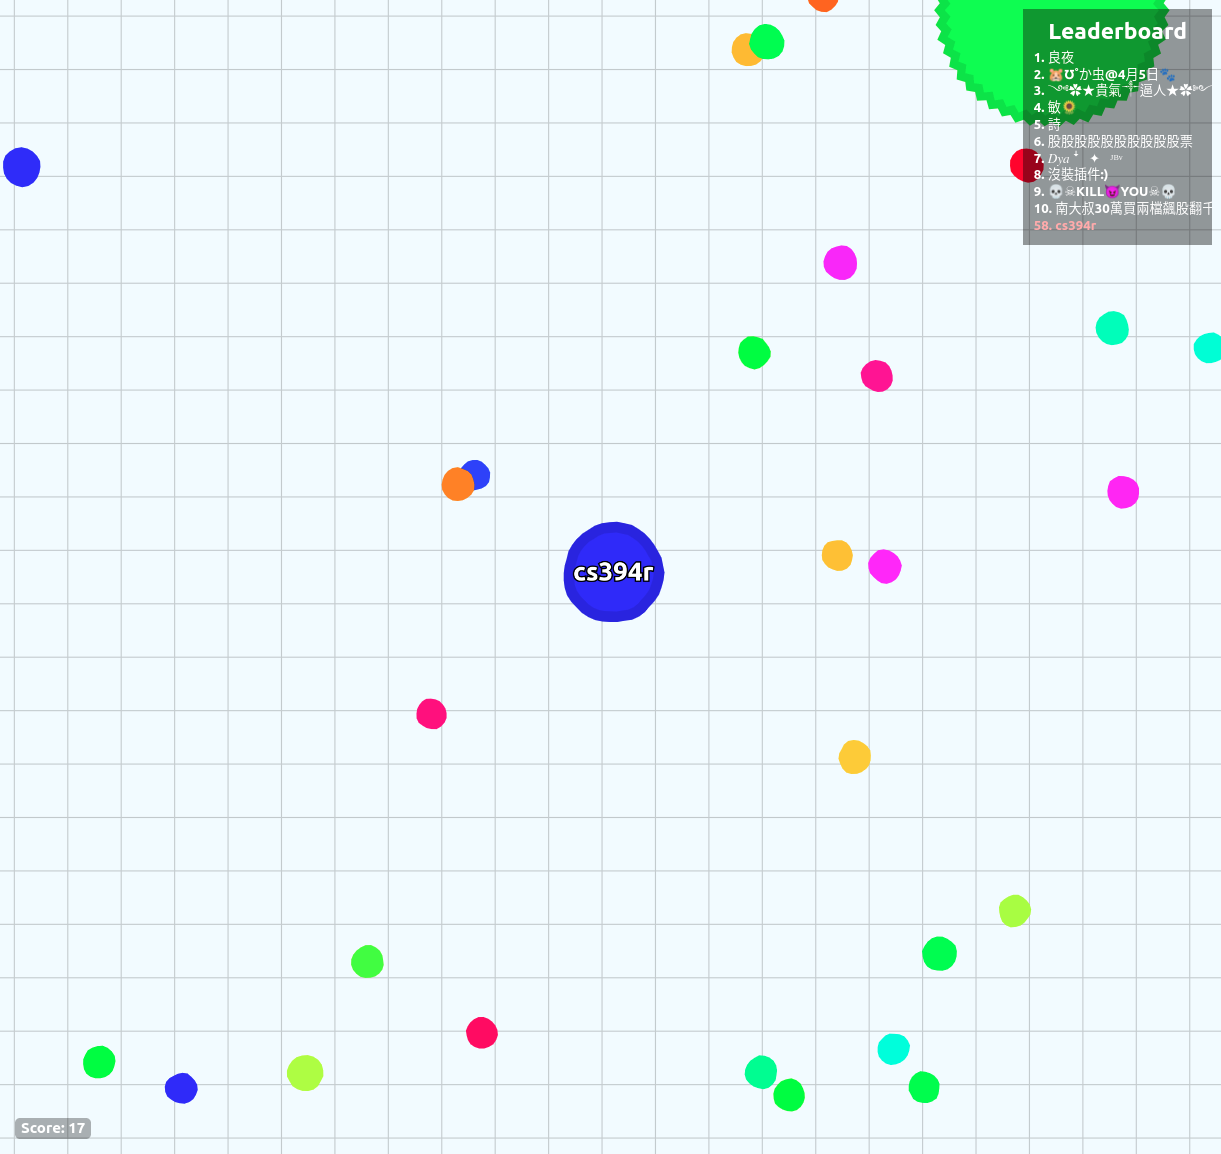 Leaderboard
1. 良夜
2. 🐹ʊ͒か虫@4月5日🐾
3. ༺✿★貴氣 逼人★✿༻
4. 敏🌻
5. 詩
6. 股股股股股股股股股股票
7. Dya ✦ ᴶᴮᵛ
8. 沒裝插件:)
9. 💀☠KILL😈YOU☠💀
10. 南大叔30萬買兩檔飆股翻千
58. cs394r
cs394r
Score: 17